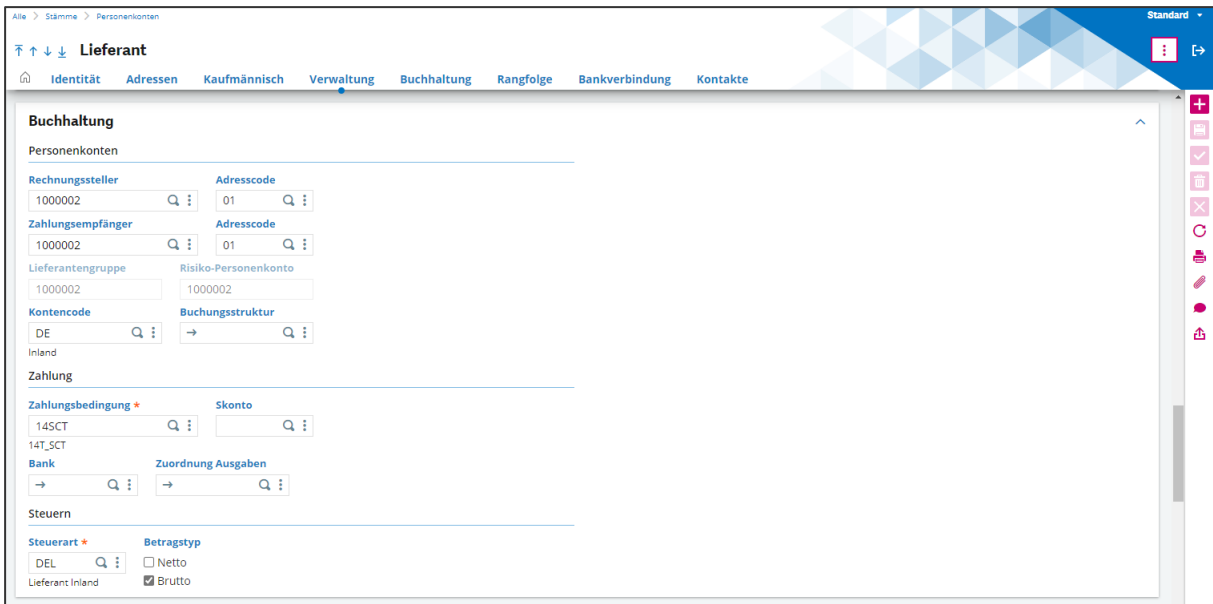 Alle > Stämme > Personenkonten
Standard
Lieferant
Identität Adressen Kaufmännisch Verwaltung Buchhaltung Rangfolge Bankverbindung Kontakte
Buchhaltung
Personenkonten
Rechnungssteller Adresscode
1000002 01
Zahlungsempfänger Adresscode
1000002 01
Lieferantengruppe Risiko-Personenkonto
1000002 1000002
Kontencode Buchungsstruktur
DE →
Inland
Zahlung
Zahlungsbedingung * Skonto
14SCT
14T_SCT
Bank Zuordnung Ausgaben
→ →
Steuern
Steuerart * Betragstyp
DEL Netto
Lieferant Inland Brutto